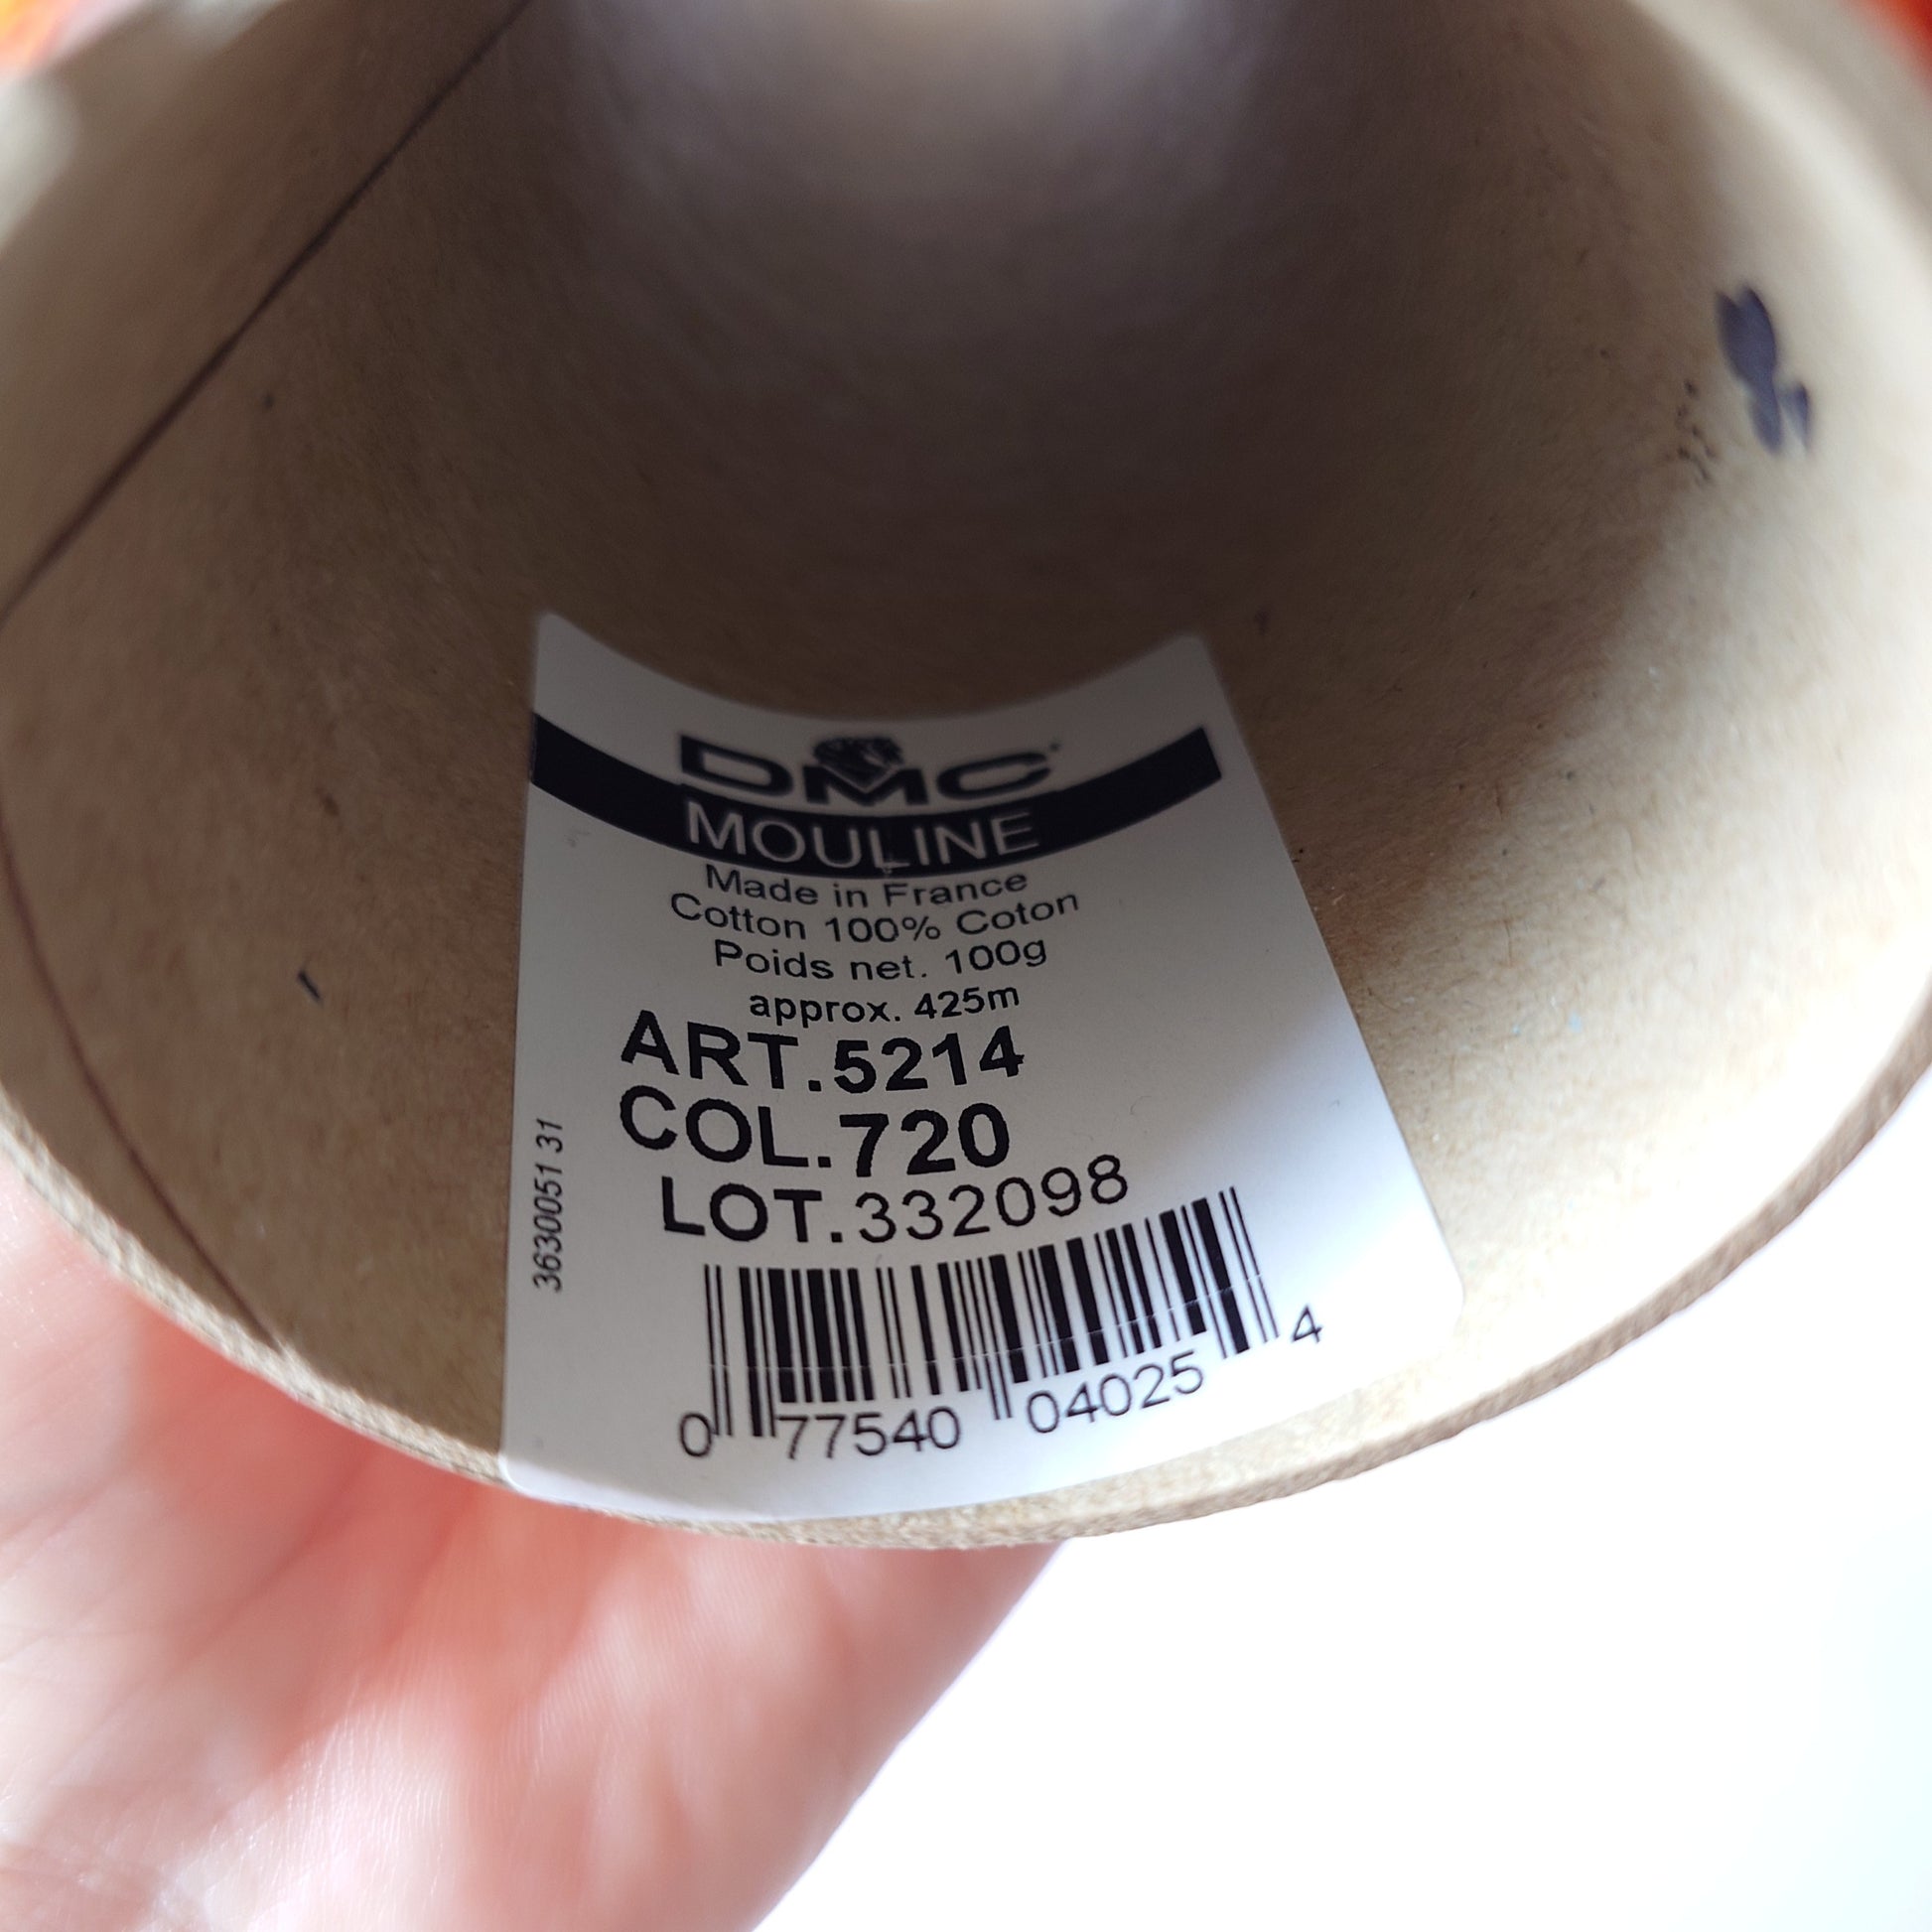 DMC
MOULINE
Made in France
Cotton 100% Coton
Poids net. 100g
approx. 425m
ART.5214
COL.720
LOT.332098
3630051 31
0 77540 04025 4